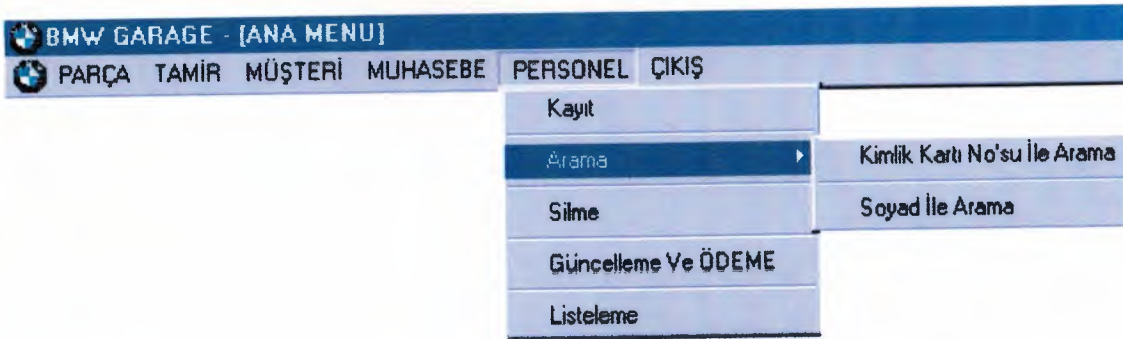 BMW GARAGE - [ANA MENU]
PARÇA TAMİR MÜŞTERİ MUHASEBE PERSONEL ÇIKIŞ
Kayıt
Arama
Kimlik Kartı No'su İle Arama
Soyad İle Arama
Silme
Güncelleme Ve ÖDEME
Listeleme